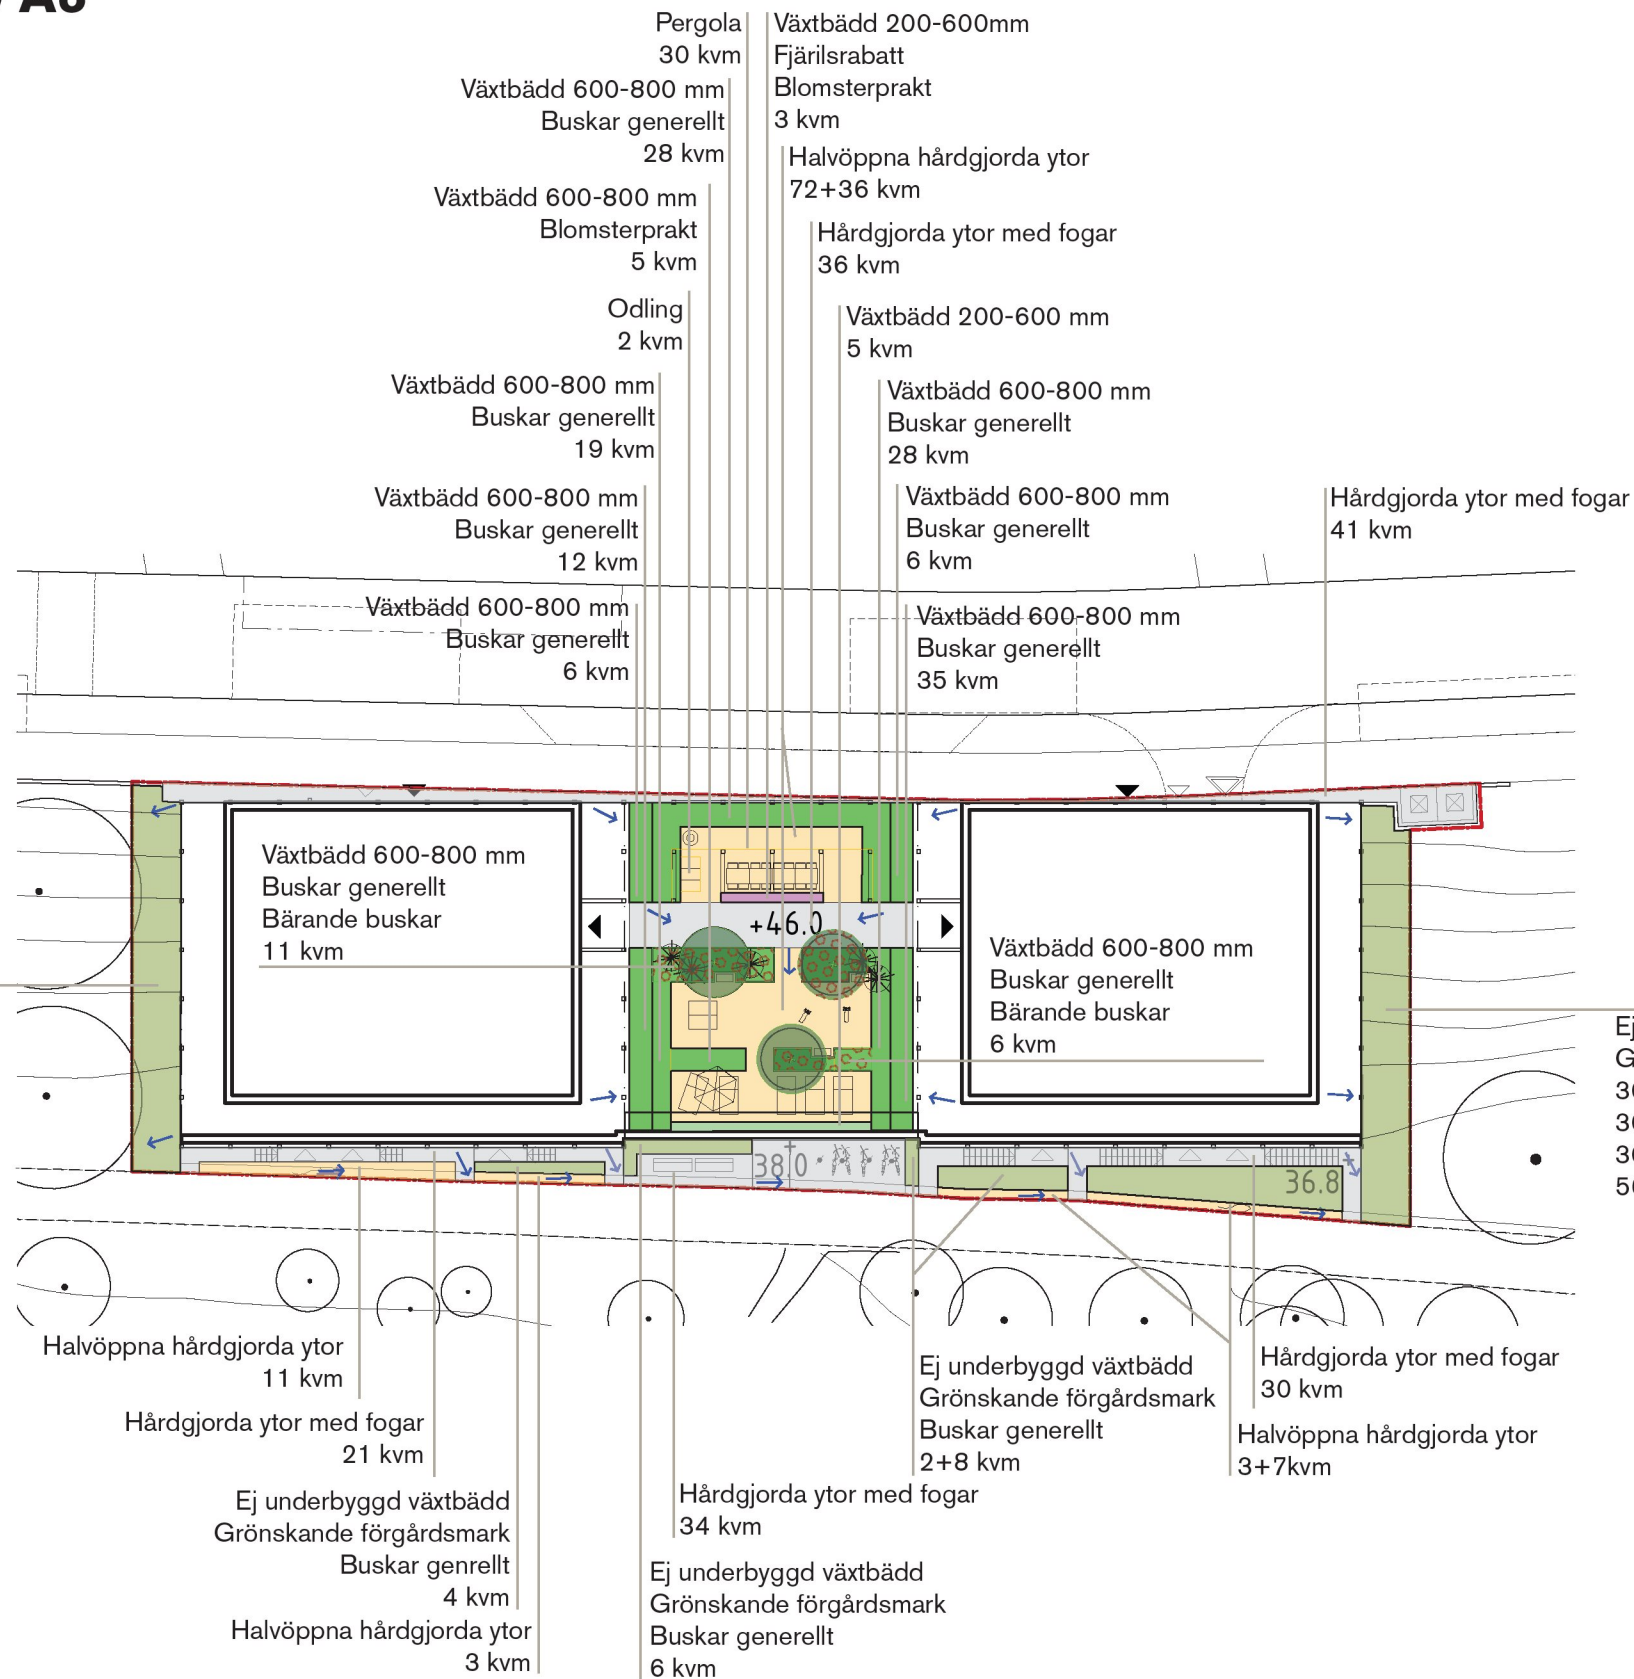 Pergola
30 kvm
Växtbädd 200-600mm
Fjärilsrabatt
Blomsterprakt
3 kvm
Växtbädd 600-800 mm
Buskar generellt
28 kvm
Halvöppna hårdgjorda ytor
72+36 kvm
Växtbädd 600-800 mm
Blomsterprakt
5 kvm
Hårdgjorda ytor med fogar
36 kvm
Odling
2 kvm
Växtbädd 200-600 mm
5 kvm
Växtbädd 600-800 mm
Buskar generellt
19 kvm
Växtbädd 600-800 mm
Buskar generellt
28 kvm
Växtbädd 600-800 mm
Buskar generellt
12 kvm
Växtbädd 600-800 mm
Buskar generellt
6 kvm
Hårdgjorda ytor med fogar
41 kvm
Växtbädd 600-800 mm
Buskar generellt
6 kvm
Växtbädd 600-800 mm
Buskar generellt
35 kvm
Växtbädd 600-800 mm
Buskar generellt
Bärande buskar
11 kvm
+46.0
Växtbädd 600-800 mm
Buskar generellt
Bärande buskar
6 kvm
Ej
38.0
36.8
Halvöppna hårdgjorda ytor
11 kvm
Hårdgjorda ytor med fogar
21 kvm
Ej underbyggd växtbädd
Grönskande förgårdsmark
Buskar genrellt
4 kvm
Halvöppna hårdgjorda ytor
3 kvm
Ej underbyggd växtbädd
Grönskande förgårdsmark
Buskar generellt
6 kvm
Hårdgjorda ytor med fogar
34 kvm
Ej underbyggd växtbädd
Grönskande förgårdsmark
Buskar generellt
2+8 kvm
Hårdgjorda ytor med fogar
30 kvm
Halvöppna hårdgjorda ytor
3+7kvm